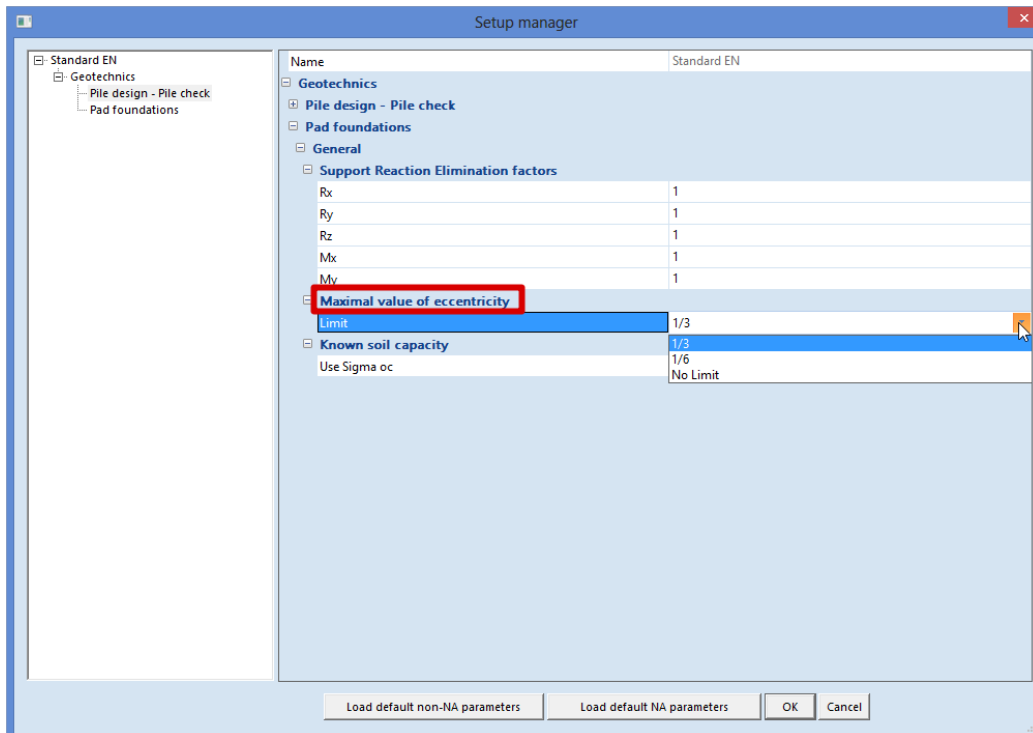 Setup manager
Standard EN
Geotechnics
Pile design - Pile check
Pad foundations
Name Standard EN
Geotechnics
Pile design - Pile check
Pad foundations
General
Support Reaction Elimination factors
Rx 1
Ry 1
Rz 1
Mx 1
My 1
Maximal value of eccentricity
Limit 1/3
Known soil capacity 1/3
1/6
Use Sigma oc
No Limit
Load default non-NA parameters Load default NA parameters OK Cancel